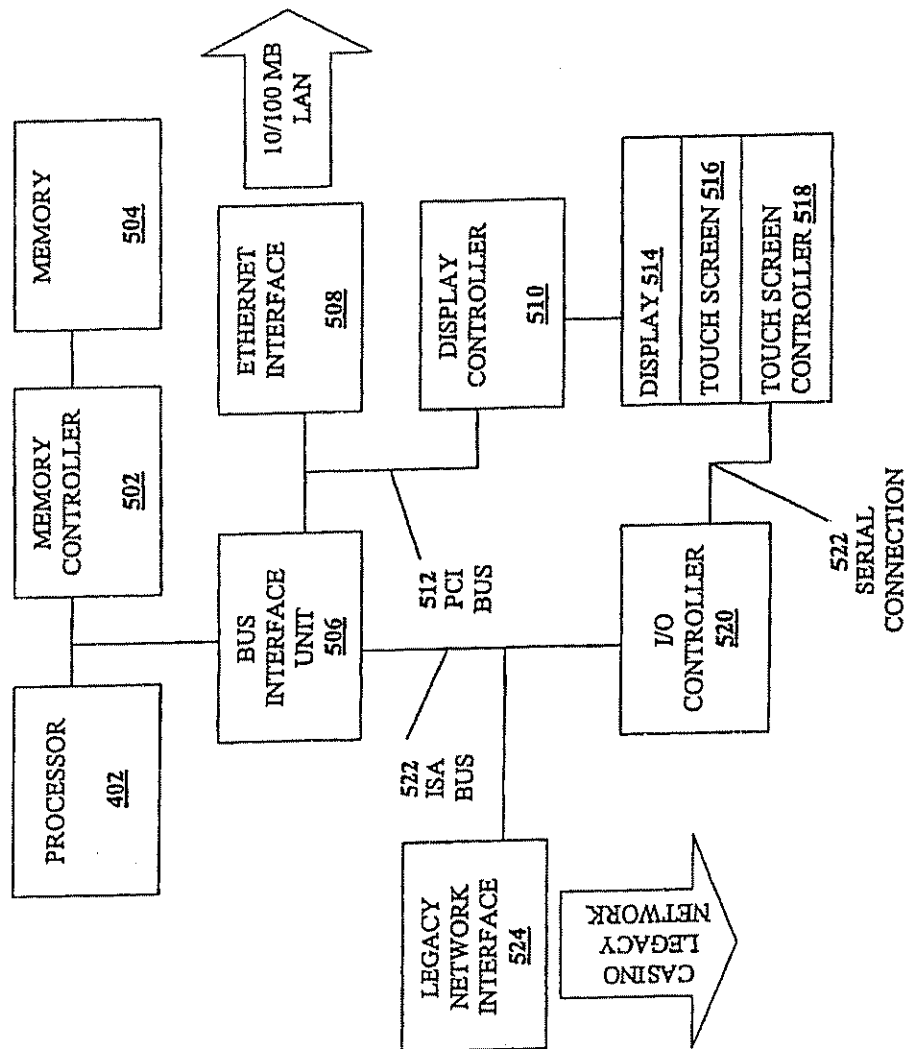 PROCESSOR
402
MEMORY
CONTROLLER
502
MEMORY
504
BUS
INTERFACE
UNIT
506
ETHERNET
INTERFACE
508
10/100 MB
LAN
512
PCI
BUS
DISPLAY
CONTROLLER
510
522
ISA
BUS
LEGACY
NETWORK
INTERFACE
524
CASINO
LEGACY
NETWORK
I/O
CONTROLLER
520
DISPLAY 514
TOUCH SCREEN 516
TOUCH SCREEN
CONTROLLER 518
522
SERIAL
CONNECTION